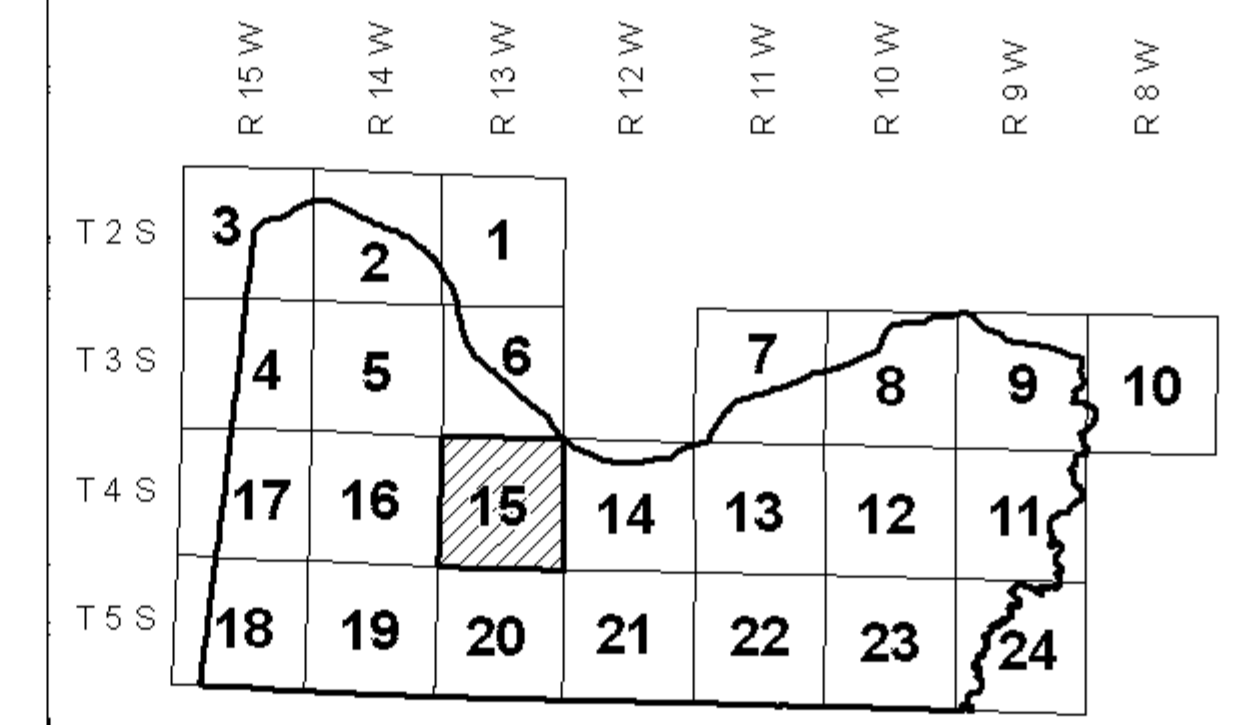 R 15 W R 14 W R 13 W R 12 W R 11 W R 10 W R 9 W R 8 W
T 2 S 3 2 1
T 3 S 4 5 6 7 8 9 10
T 4 S 17 16 15 14 13 12 11
T 5 S 18 19 20 21 22 23 24